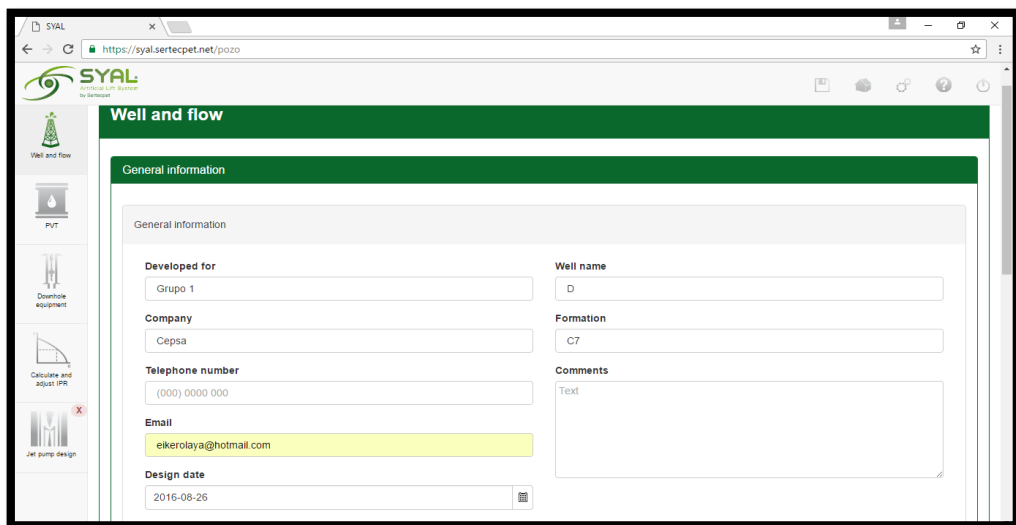 SYAL
https://syal.sertecpet.net/pozo
SYAL
Artificial Lift System
by Sertecpet
Well and flow
Well and flow
General information
PVT
General information
Downhole
equipment
Developed for
Well name
Grupo 1
D
Company
Formation
Cepsa
C7
Calculate and
adjust IPR
Telephone number
Comments
(000) 0000 000
Text
X
Email
eikerolaya@hotmail.com
Jet pump design
Design date
2016-08-26